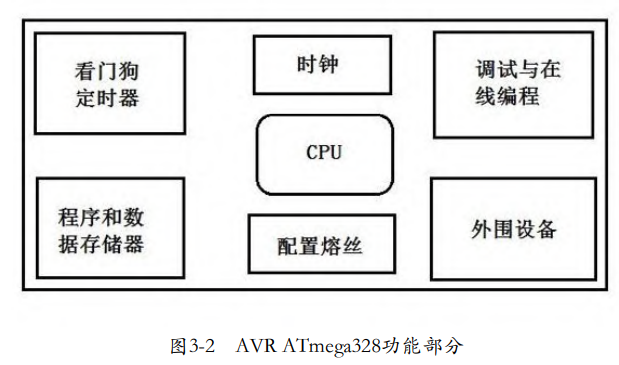 看门狗
定时器
时钟
调试与在
线编程
CPU
程序和数
据存储器
配置熔丝
外围设备
图3-2 AVR ATmega328功能部分